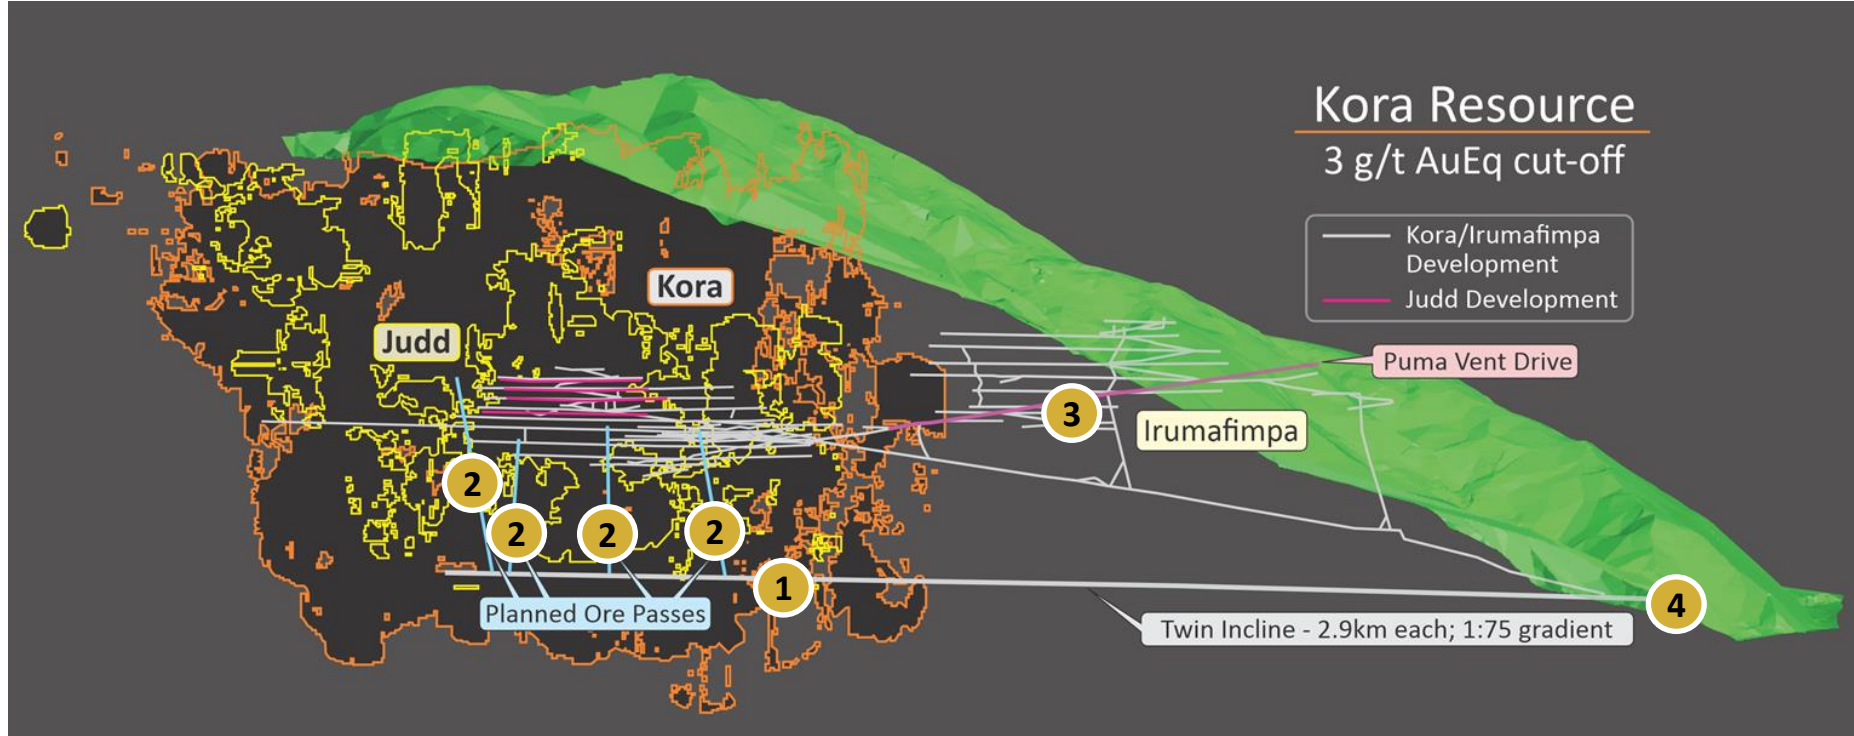 Kora Resource
3 g/t AuEq cut-off
Kora/Irumafimpa
Development
Judd Development
Kora
Judd
Puma Vent Drive
3
Irumafimpa
2
2
2
2
1
4
Planned Ore Passes
Twin Incline - 2.9km each; 1:75 gradient